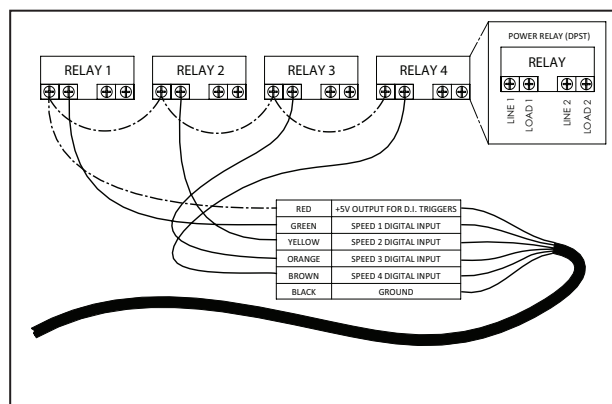 POWER RELAY (DPST)
RELAY 1 RELAY 2 RELAY 3 RELAY 4
RELAY
LINE 1 LOAD 1 LINE 2 LOAD 2
RED +5V OUTPUT FOR D.I. TRIGGERS
GREEN SPEED 1 DIGITAL INPUT
YELLOW SPEED 2 DIGITAL INPUT
ORANGE SPEED 3 DIGITAL INPUT
BROWN SPEED 4 DIGITAL INPUT
BLACK GROUND